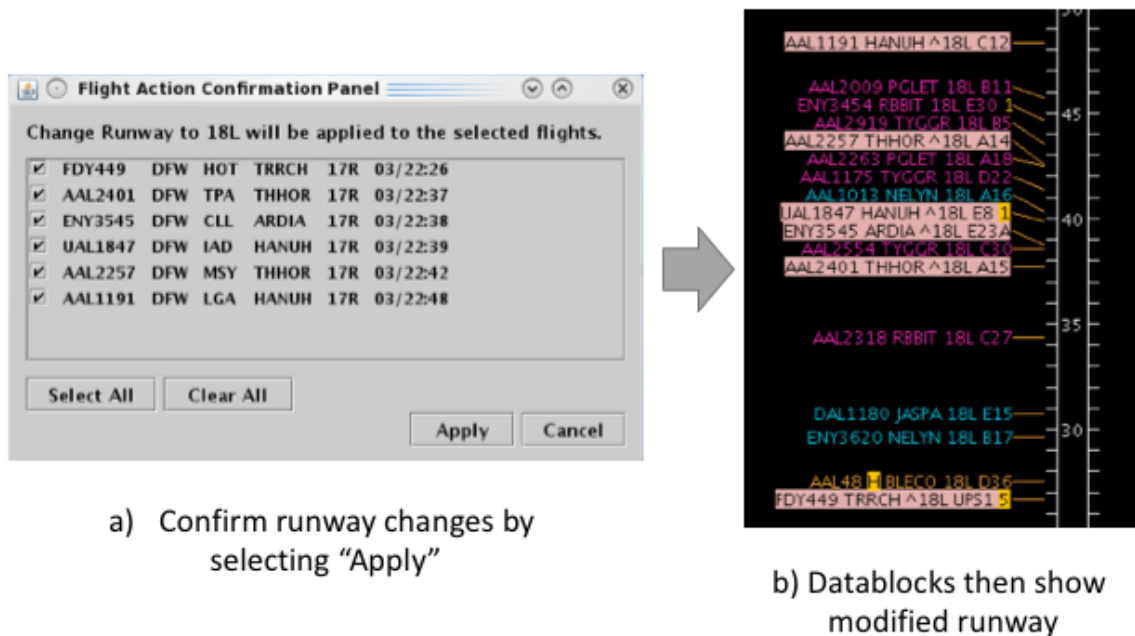 Flight Action Confirmation Panel
Change Runway to 18L will be applied to the selected flights.
FDY449 DFW HOT TRRCH 17R 03/22:26
AAL2401 DFW TPA THHOR 17R 03/22:37
ENY3545 DFW CLL ARDIA 17R 03/22:38
UAL1847 DFW IAD HANUH 17R 03/22:39
AAL2257 DFW MSY THHOR 17R 03/22:42
AAL1191 DFW LGA HANUH 17R 03/22:48
Select All Clear All
Apply Cancel
a) Confirm runway changes by
selecting “Apply”
AAL1191 HANUH ^18L C12
AAL2009 PGLET 18L B11
ENY3454 RBBIT 18L E30 1
45
AAL2919 TYGGR 18L B5
AAL2257 THHOR ^18L A14
AAL2263 PGLET 18L A18
AAL1175 TYGGR 18L D22
AAL1013 NELYN 18L A16
UAL1847 HANUH ^18L E8 1
40
ENY3545 ARDIA ^18L E23A
AAL2554 TYGGR 18L C30
AAL2401 THHOR ^18L A15
35
AAL2318 RBBIT 18L C27
DAL1180 JASPA 18L E15
30
ENY3620 NELYN 18L B17
AAL48 H BLECO 18L D36
FDY449 TRRCH ^18L UPS1 5
b) Datablocks then show
modified runway